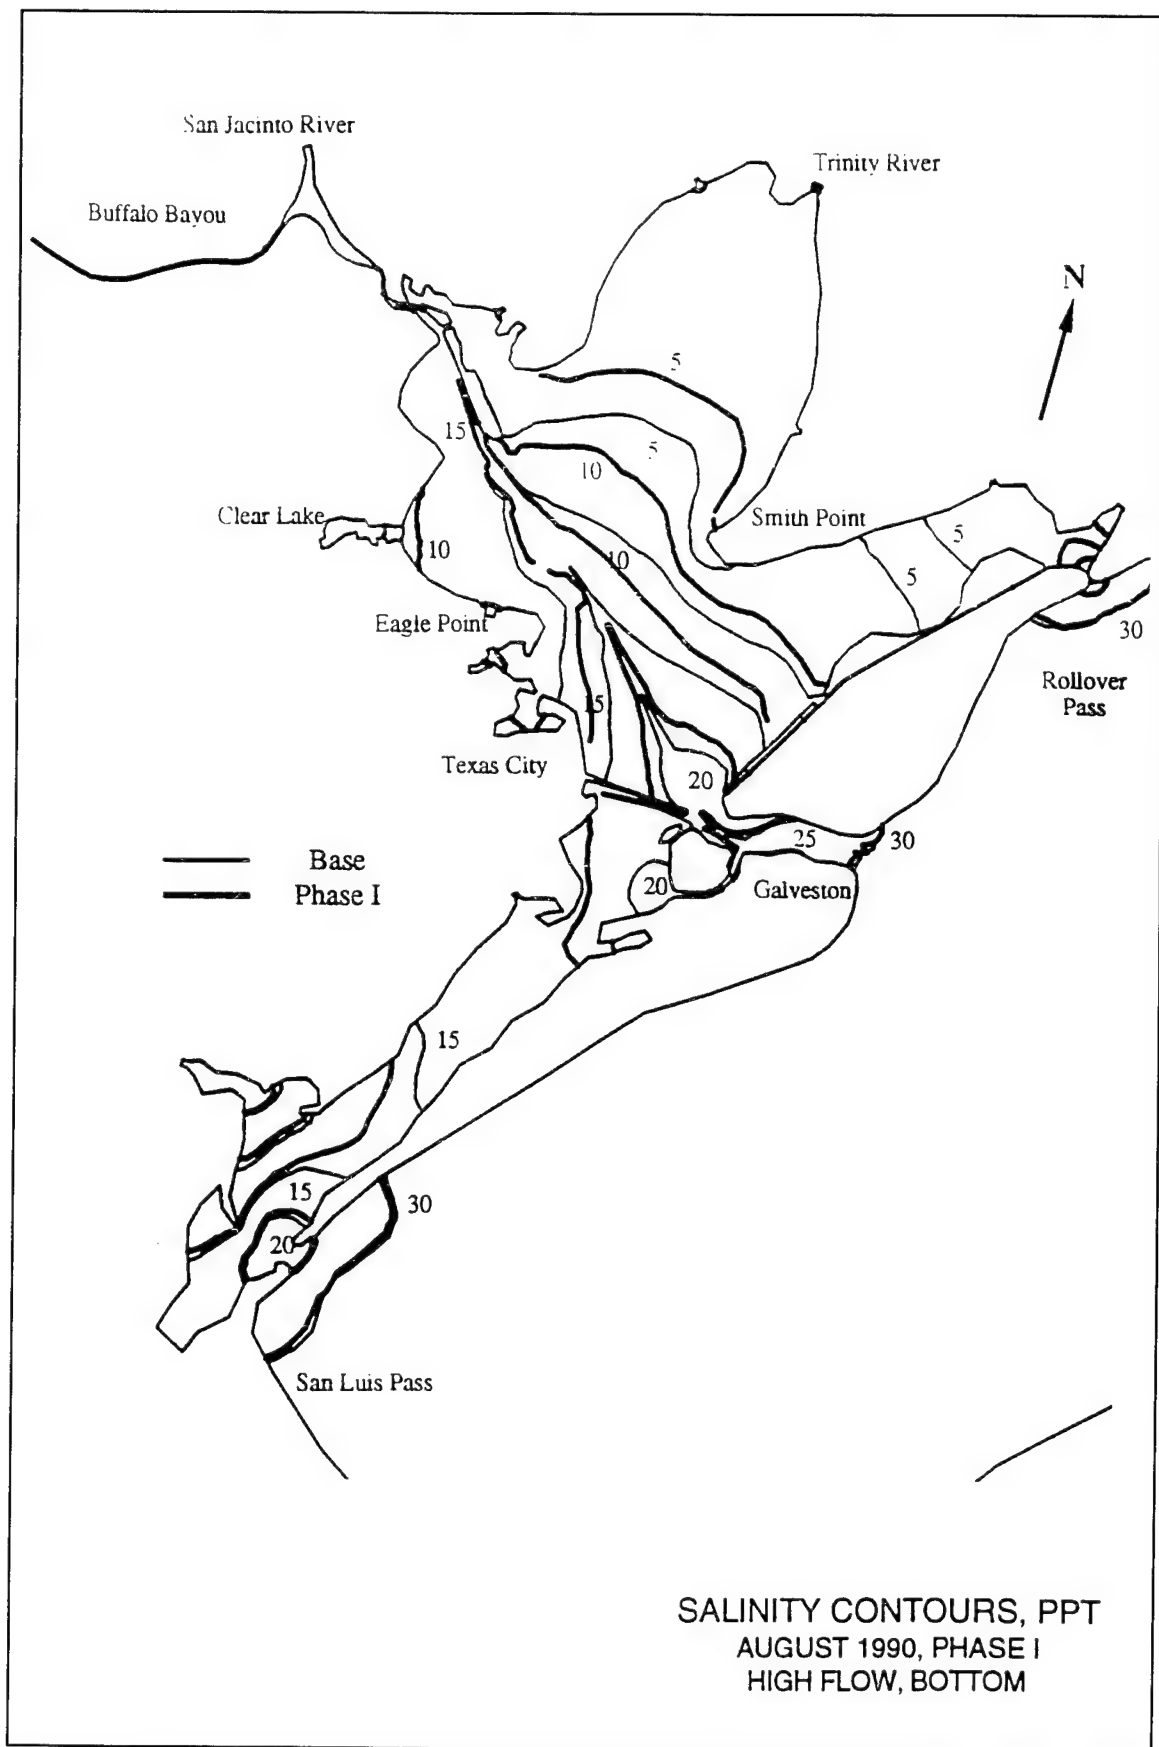 San Jacinto River
Trinity River
Buffalo Bayou
N
5
15
5
10
Clear Lake
Smith Point
5
10
10
5
Eagle Point
30
Rollover
Pass
15
Texas City
20
25
30
Base
20
Galveston
Phase I
15
15
30
20
San Luis Pass
SALINITY CONTOURS, PPT
AUGUST 1990, PHASE I
HIGH FLOW, BOTTOM